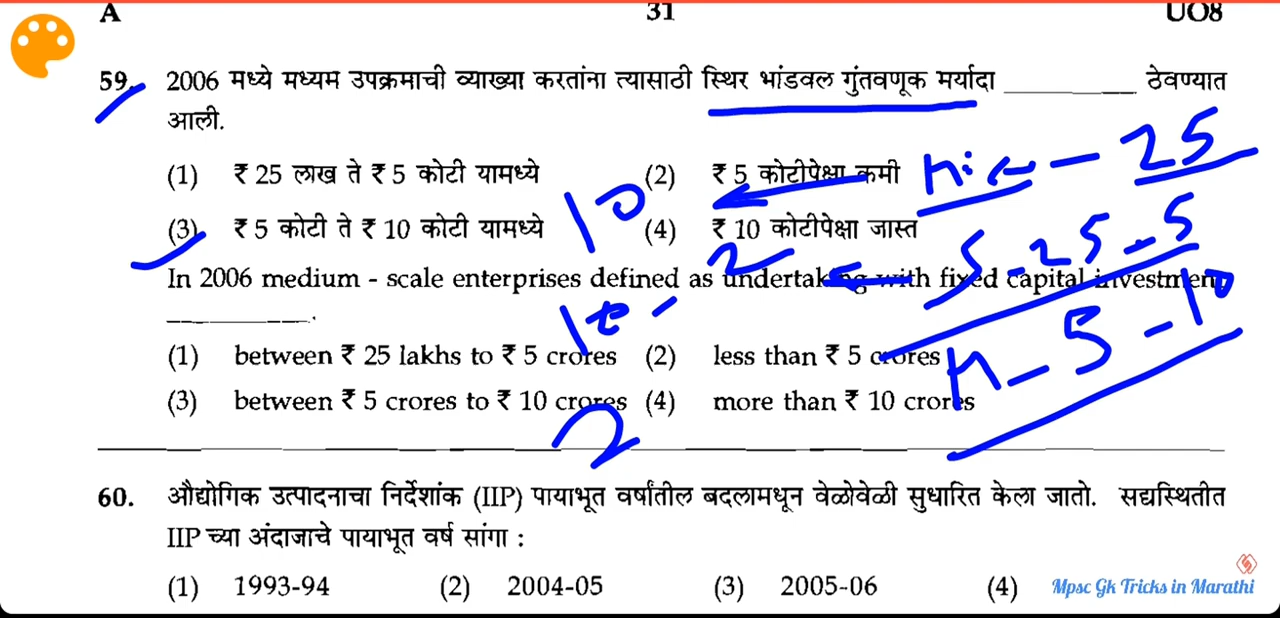 A 31 UO8
59. 2006 मध्ये मध्यम उपक्रमाची व्याख्या करतांना त्यासाठी स्थिर भांडवल गुंतवणूक मर्यादा __________ ठेवण्यात
आली.
(1) ₹ 25 लाख ते ₹ 5 कोटी यामध्ये (2) ₹ 5 कोटीपेक्षा कमी
(3) ₹ 5 कोटी ते ₹ 10 कोटी यामध्ये (4) ₹ 10 कोटीपेक्षा जास्त
In 2006 medium - scale enterprises defined as undertaking with fixed capital investment
__________.
(1) between ₹ 25 lakhs to ₹ 5 crores (2) less than ₹ 5 crores
(3) between ₹ 5 crores to ₹ 10 crores (4) more than ₹ 10 crores
25
10
5 - 25 - 5
2
M - 5 - 10
2
60. औद्योगिक उत्पादनाचा निर्देशांक (IIP) पायाभूत वर्षांतील बदलामधून वेळोवेळी सुधारित केला जातो. सद्यस्थितीत
IIP च्या अंदाजाचे पायाभूत वर्ष सांगा :
(1) 1993-94 (2) 2004-05 (3) 2005-06 (4)
Mpsc Gk Tricks in Marathi